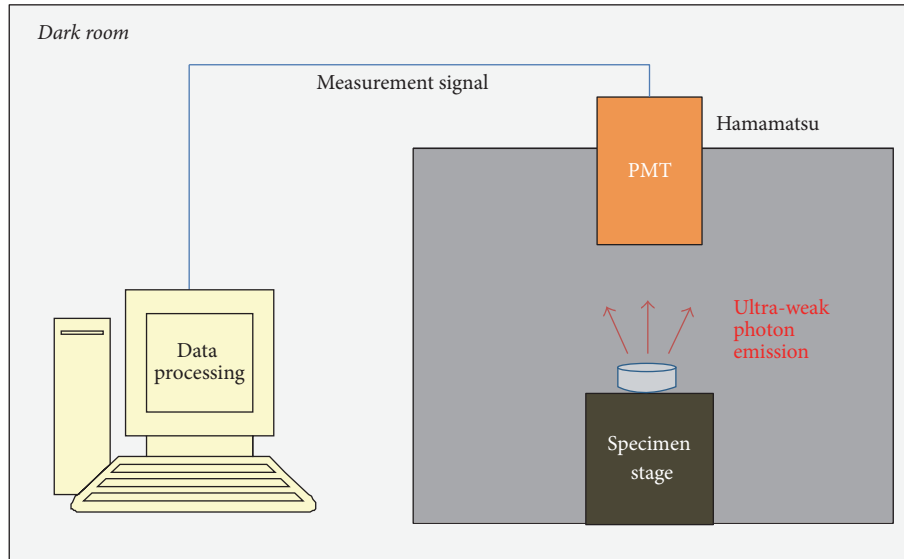 Dark room
Measurement signal
Hamamatsu
PMT
Ultra-weak
photon
emission
Data
processing
Specimen
stage